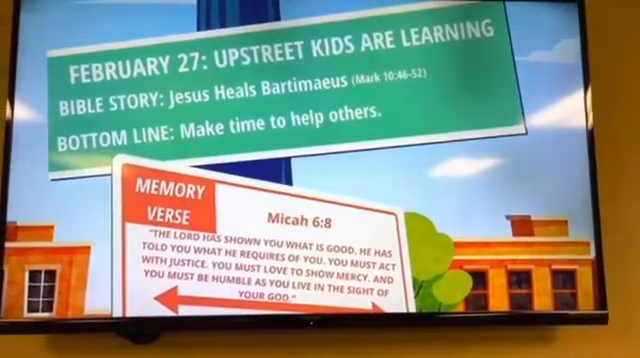 FEBRUARY 27: UPSTREET KIDS ARE LEARNING
BIBLE STORY: Jesus Heals Bartimaeus (Mark 10:46-52)
BOTTOM LINE: Make time to help others.
MEMORY
VERSE
Micah 6:8
"THE LORD HAS SHOWN YOU WHAT IS GOOD. HE HAS
TOLD YOU WHAT HE REQUIRES OF YOU. YOU MUST ACT
WITH JUSTICE. YOU MUST LOVE TO SHOW MERCY. AND
YOU MUST BE HUMBLE AS YOU LIVE IN THE SIGHT OF
YOUR GOD."